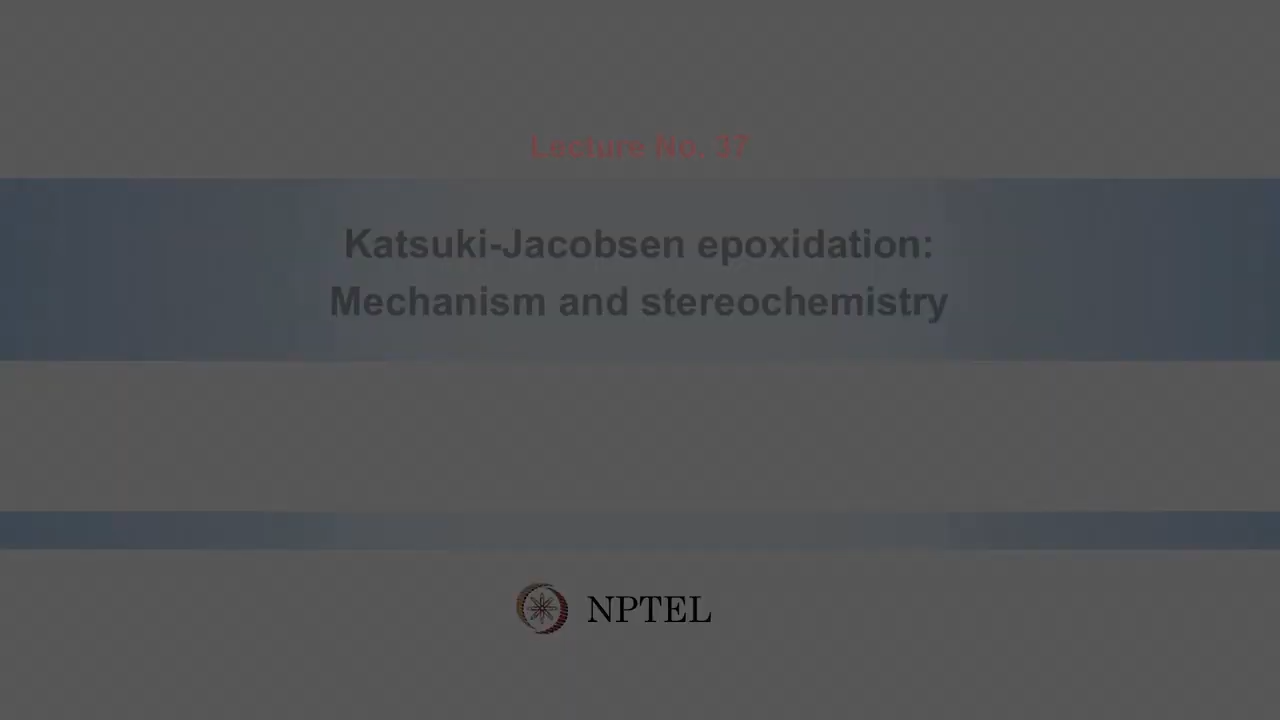 Lecture No. 37
Katsuki-Jacobsen epoxidation:
Mechanism and stereochemistry
NPTEL